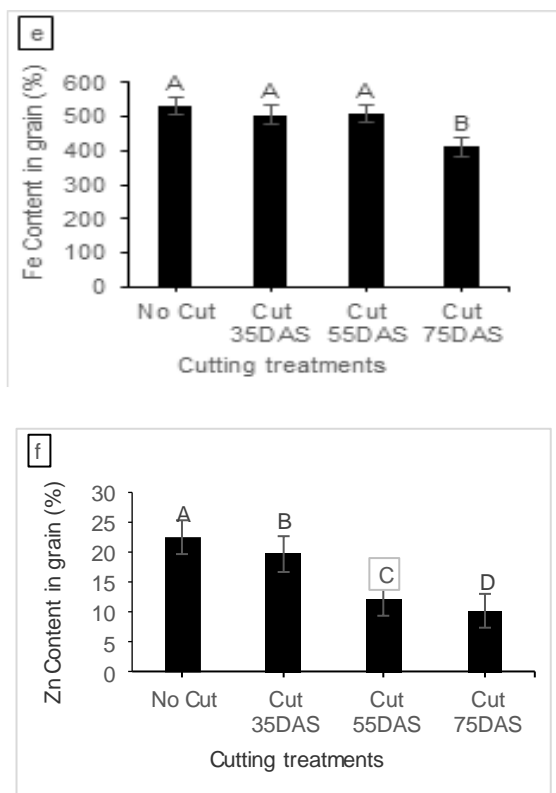 e
Fe Content in grain (%)
600
500
400
300
200
100
0
A
A
A
B
No Cut
Cut
35DAS
Cut
55DAS
Cut
75DAS
Cutting treatments
f
Zn Content in grain (%)
30
25
20
15
10
5
0
A
B
C
D
No Cut
Cut
35DAS
Cut
55DAS
Cut
75DAS
Cutting treatments